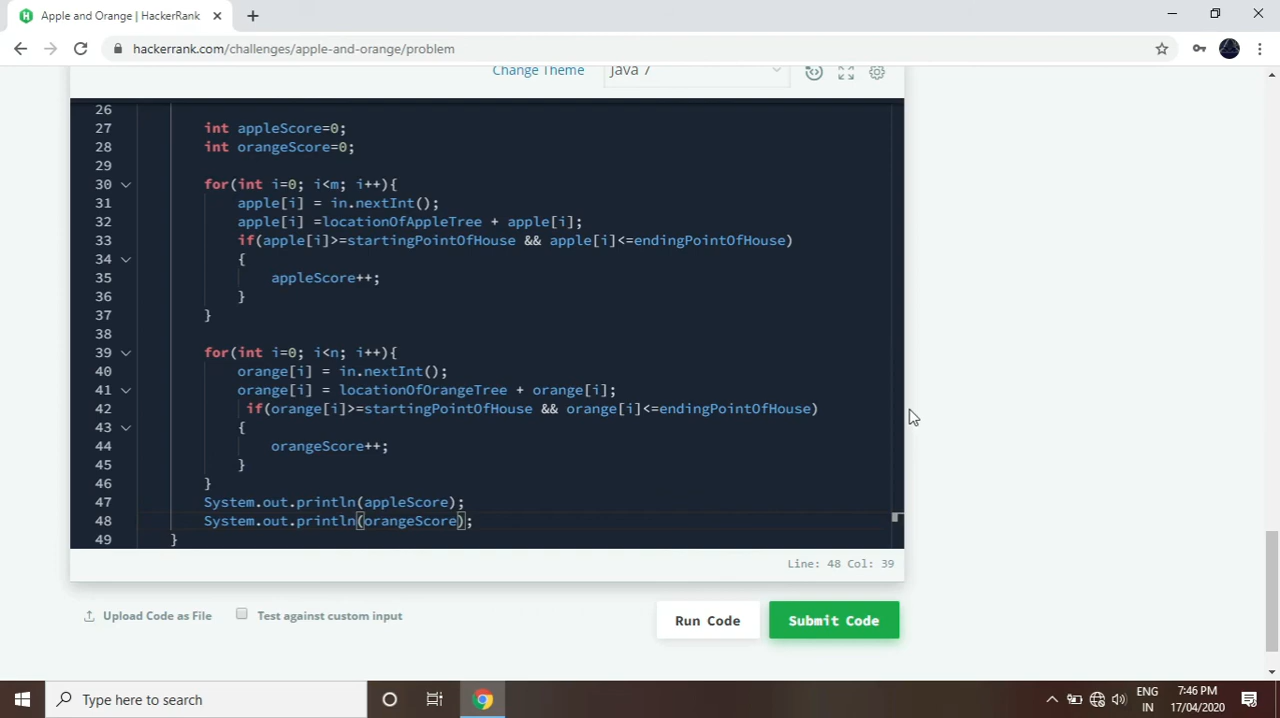 Apple and Orange | HackerRank
hackerrank.com/challenges/apple-and-orange/problem
Change Theme Java 7
26
27 int appleScore=0;
28 int orangeScore=0;
29
30 for(int i=0; i<m; i++){
31 apple[i] = in.nextInt();
32 apple[i] =locationOfAppleTree + apple[i];
33 if(apple[i]>=startingPointOfHouse && apple[i]<=endingPointOfHouse)
34 {
35 appleScore++;
36 }
37 }
38
39 for(int i=0; i<n; i++){
40 orange[i] = in.nextInt();
41 orange[i] = locationOfOrangeTree + orange[i];
42 if(orange[i]>=startingPointOfHouse && orange[i]<=endingPointOfHouse)
43 {
44 orangeScore++;
45 }
46 }
47 System.out.println(appleScore);
48 System.out.println(orangeScore);
49 }
Line: 48 Col: 39
Upload Code as File Test against custom input Run Code Submit Code
Type here to search
ENG 7:46 PM
IN 17/04/2020